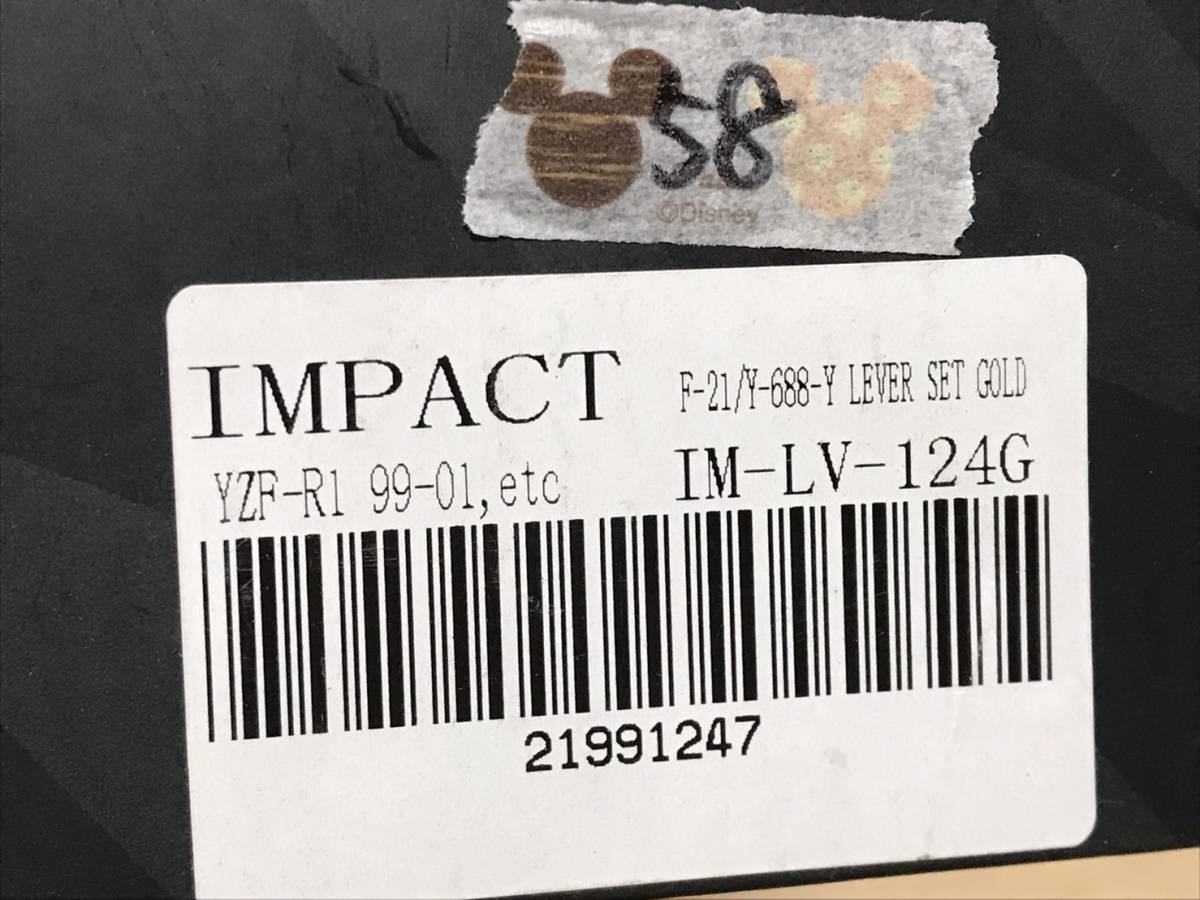 58
©Disney
IMPACT
F-21/Y-688-Y LEVER SET GOLD
YZF-R1 99-01,etc
IM-LV-124G
21991247